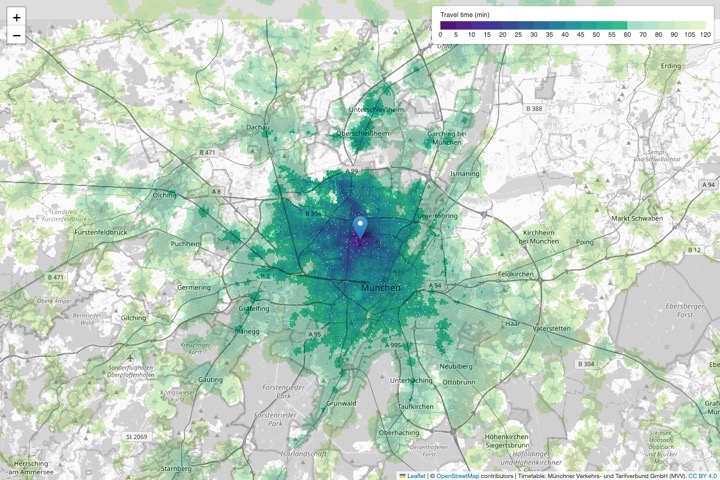 +
−
Travel time (min)
0 5 10 15 20 25 30 35 40 45 50 55 60 70 80 90 105 120
Erding
Unterschleißheim
B 388
Dachau
Oberschleißheim
Garching bei
München
B 471
A 99
Ismaning
A 94
A 8
Olching
Unterföhring
Markt Schwaben
Fürstenfeldbruck
Kirchheim
bei München
Poing
Puchheim
B 12
B 471
Feldkirchen
Germering
München
A 94
Ebersberger
Forst
Gräfelfing
Gilching
Planegg
A 95
Haar
Vaterstetten
A 995
B 304
Neubiberg
Gauting
Unterhaching
Ottobrunn
Forstenrieder
Park
Grünwald
Taufkirchen
Forstenrieder
Park
St 2069
Oberhaching
Höhenkirchen-
Siegertsbrunn
Herrsching
am Ammersee
Starnberg
Leaflet | © OpenStreetMap contributors | Timetable: Münchner Verkehrs- und Tarifverbund GmbH (MVV), CC BY 4.0